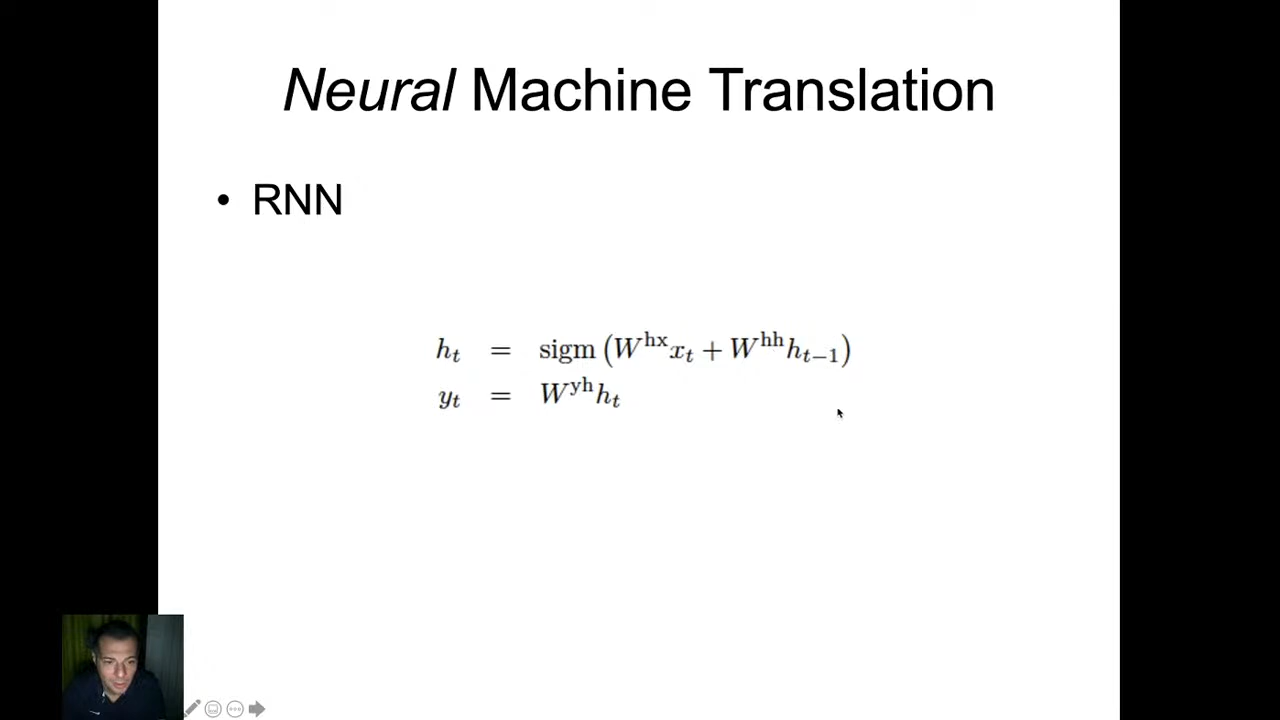 Neural Machine Translation
• RNN
h_t = sigm (W^{hx} x_t + W^{hh} h_{t−1})
y_t = W^{yh} h_t